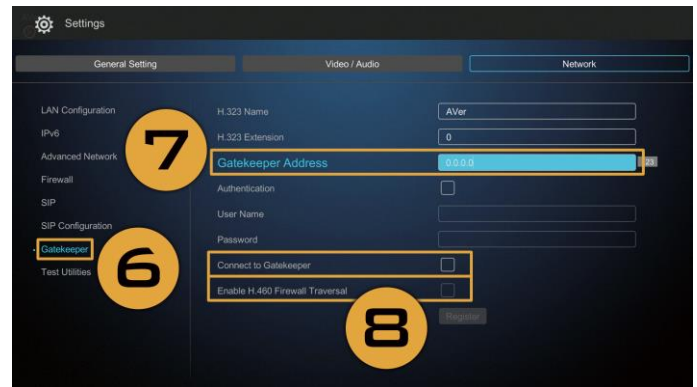 Settings
General Setting
Video / Audio
Network
LAN Configuration
IPv6
Advanced Network
Firewall
SIP
SIP Configuration
Gatekeeper
Test Utilities
6
7
H.323 Name
AVer
H.323 Extension
0
Gatekeeper Address
0.0.0.0
123
Authentication
User Name
Password
Connect to Gatekeeper
Enable H.460 Firewall Traversal
8
Register